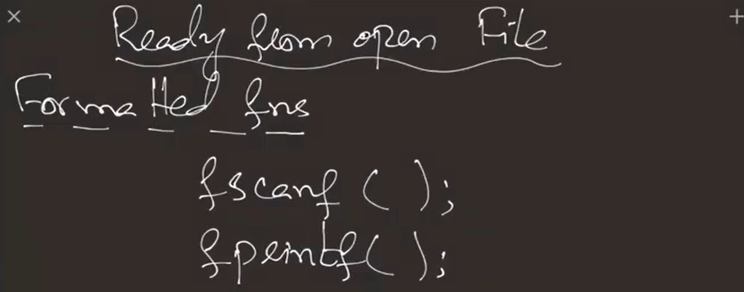 Ready from open File
Formatted fns
fscanf ( );
fprintf( );